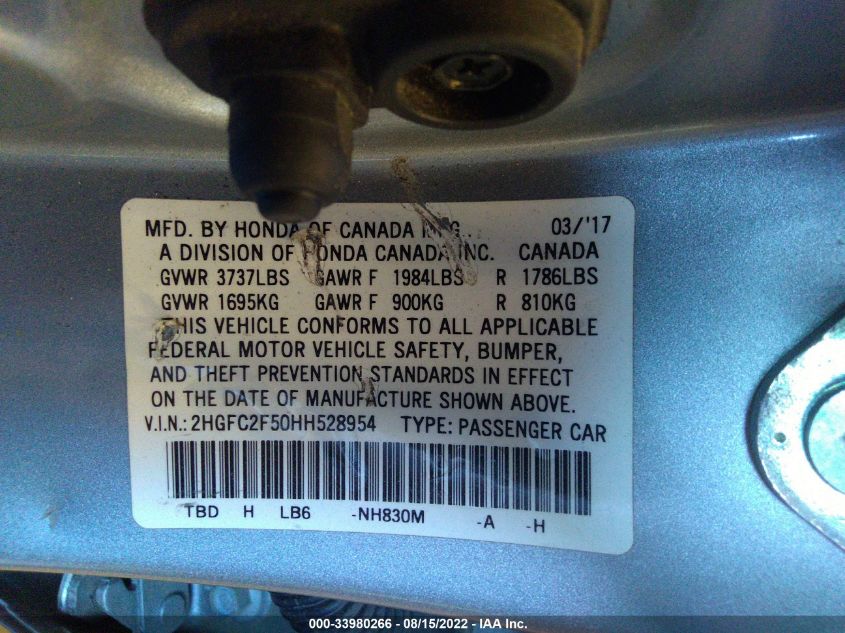 MFD. BY HONDA OF CANADA MFG. 03/'17
A DIVISION OF HONDA CANADA INC. CANADA
GVWR 3737LBS GAWR F 1984LBS R 1786LBS
GVWR 1695KG GAWR F 900KG R 810KG
THIS VEHICLE CONFORMS TO ALL APPLICABLE
FEDERAL MOTOR VEHICLE SAFETY, BUMPER,
AND THEFT PREVENTION STANDARDS IN EFFECT
ON THE DATE OF MANUFACTURE SHOWN ABOVE.
V.I.N.: 2HGFC2F50HH528954 TYPE: PASSENGER CAR
TBD H LB6 -NH830M -A -H
000-33980266 - 08/15/2022 - IAA Inc.